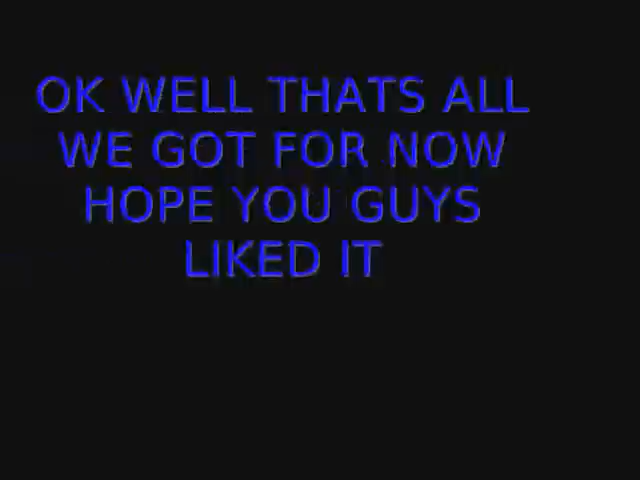 OK WELL THATS ALL
WE GOT FOR NOW
HOPE YOU GUYS
LIKED IT